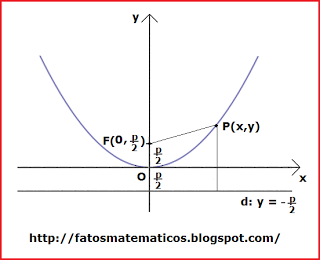 y
F(0, p/2)
P(x,y)
p/2
O
p/2
x
d: y = -p/2
http://fatosmatematicos.blogspot.com/